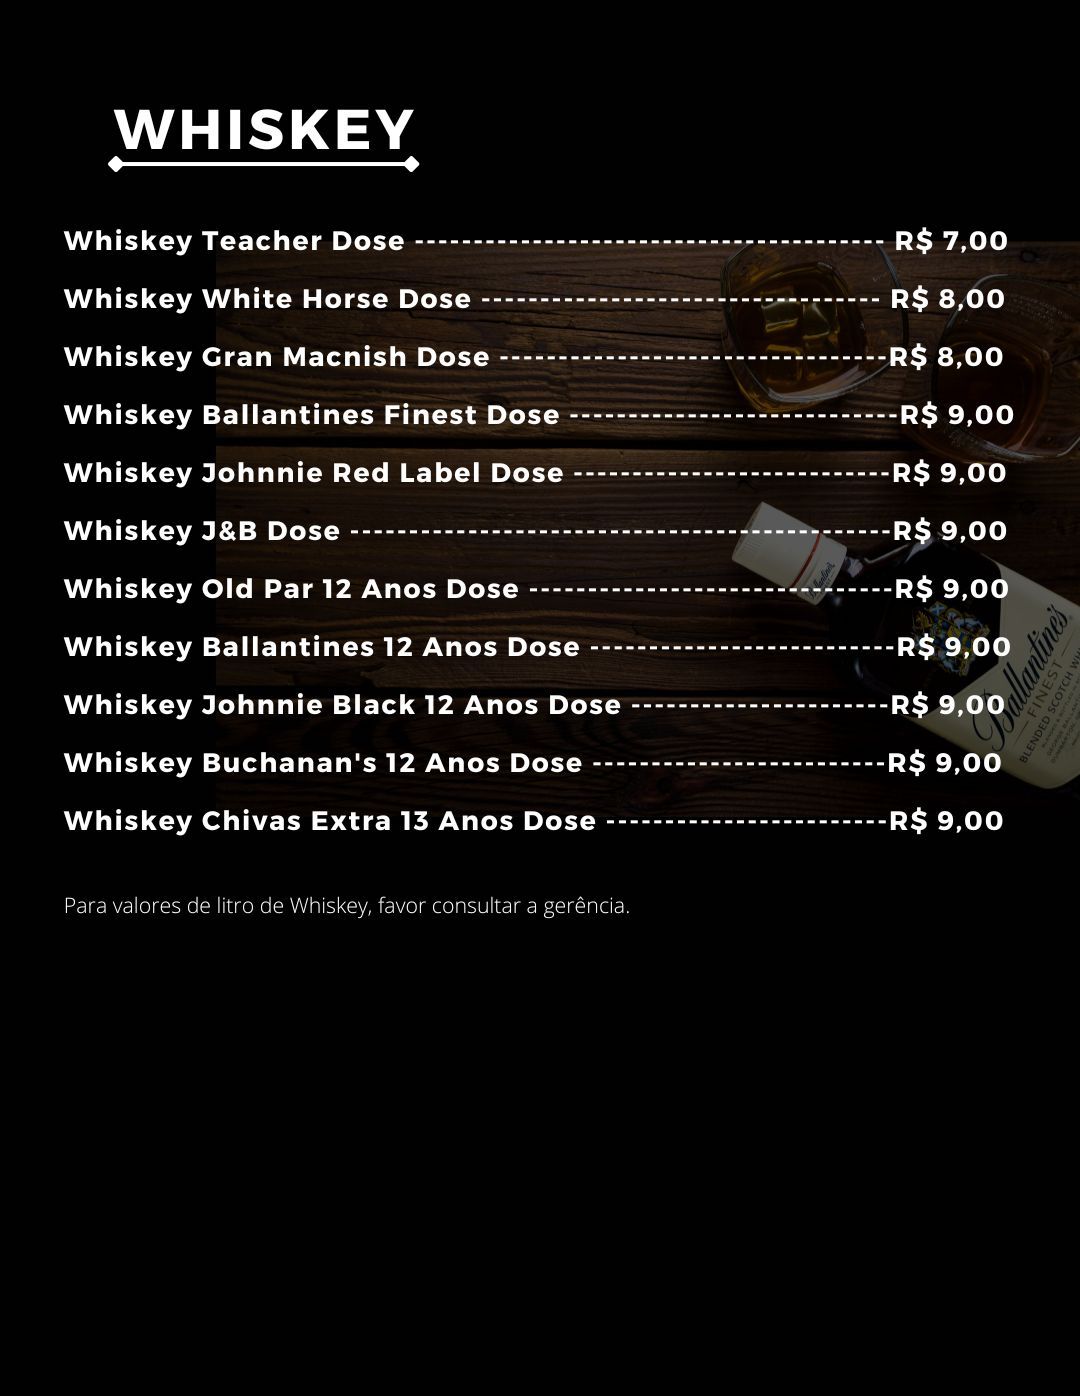 WHISKEY
Whiskey Teacher Dose ---------------------------------------- R$ 7,00
Whiskey White Horse Dose ---------------------------------- R$ 8,00
Whiskey Gran Macnish Dose ---------------------------------R$ 8,00
Whiskey Ballantines Finest Dose ----------------------------R$ 9,00
Whiskey Johnnie Red Label Dose ---------------------------R$ 9,00
Whiskey J&B Dose ----------------------------------------------R$ 9,00
Whiskey Old Par 12 Anos Dose -------------------------------R$ 9,00
Whiskey Ballantines 12 Anos Dose --------------------------R$ 9,00
Whiskey Johnnie Black 12 Anos Dose ----------------------R$ 9,00
Whiskey Buchanan's 12 Anos Dose -------------------------R$ 9,00
Whiskey Chivas Extra 13 Anos Dose ------------------------R$ 9,00
Para valores de litro de Whiskey, favor consultar a gerência.
Ballantine's
FINEST
BLENDED SCOTCH